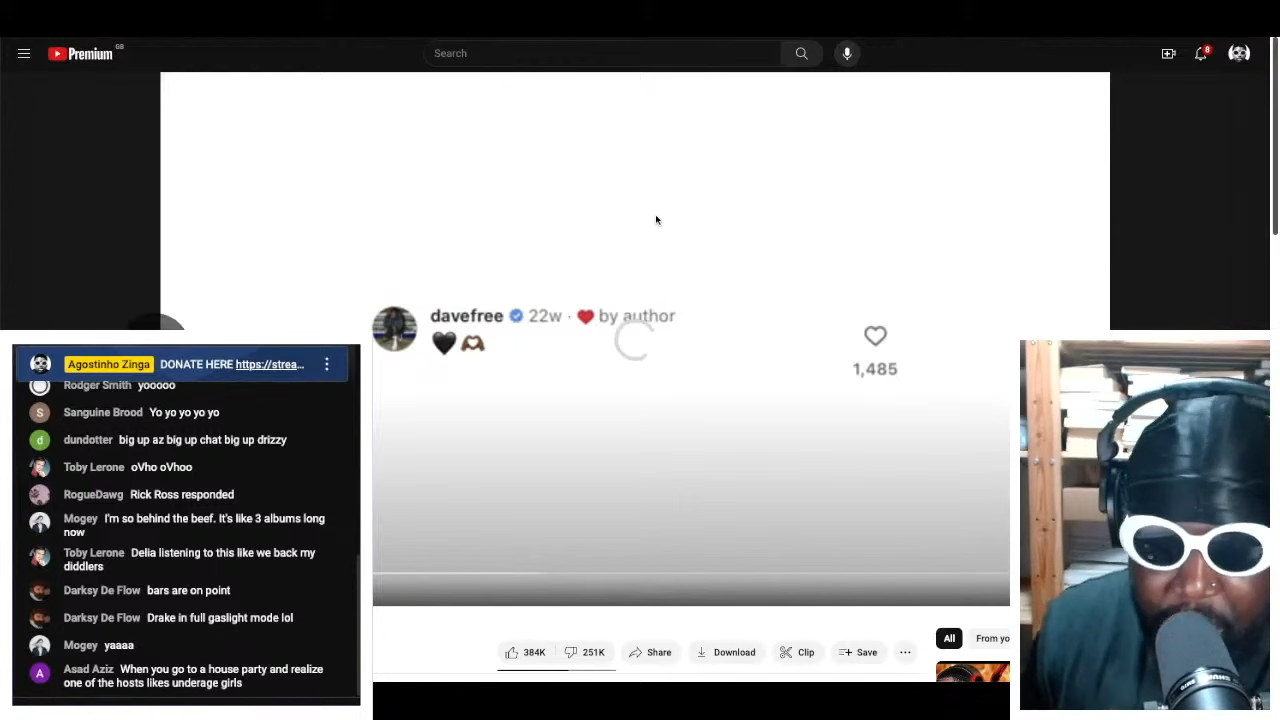 Premium GB
Search
8
davefree 22w · ❤️ by author
🖤 🫶🏾
1,485
Agostinho Zinga DONATE HERE https://strea...
Rodger Smith yooooo
S Sanguine Brood Yo yo yo yo yo
d dundotter big up az big up chat big up drizzy
Toby Lerone oVho oVhoo
RogueDawg Rick Ross responded
Mogey I'm so behind the beef. It's like 3 albums long
now
Toby Lerone Delia listening to this like we back my
diddlers
Darksy De Flow bars are on point
Darksy De Flow Drake in full gaslight mode lol
Mogey yaaaa
A Asad Aziz When you go to a house party and realize
one of the hosts likes underage girls
384K 251K Share Download Clip Save ...
All From yo